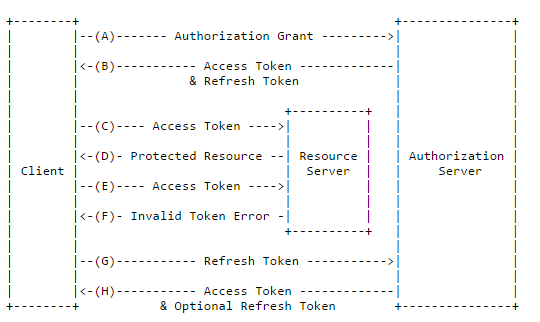 +--------+                                           +---------------+
|        |--(A)------- Authorization Grant --------->|               |
|        |                                           |               |
|        |<-(B)----------- Access Token -------------|               |
|        |               & Refresh Token             |               |
|        |                                           |               |
|        |                            +----------+   |               |
|        |--(C)---- Access Token ---->|          |   |               |
|        |                            |          |   |               |
|        |<-(D)- Protected Resource --| Resource |   | Authorization |
| Client |                            |  Server  |   |     Server    |
|        |--(E)---- Access Token ---->|          |   |               |
|        |                            |          |   |               |
|        |<-(F)- Invalid Token Error -|          |   |               |
|        |                            +----------+   |               |
|        |                                           |               |
|        |--(G)----------- Refresh Token ----------->|               |
|        |                                           |               |
|        |<-(H)----------- Access Token -------------|               |
+--------+           & Optional Refresh Token        +---------------+